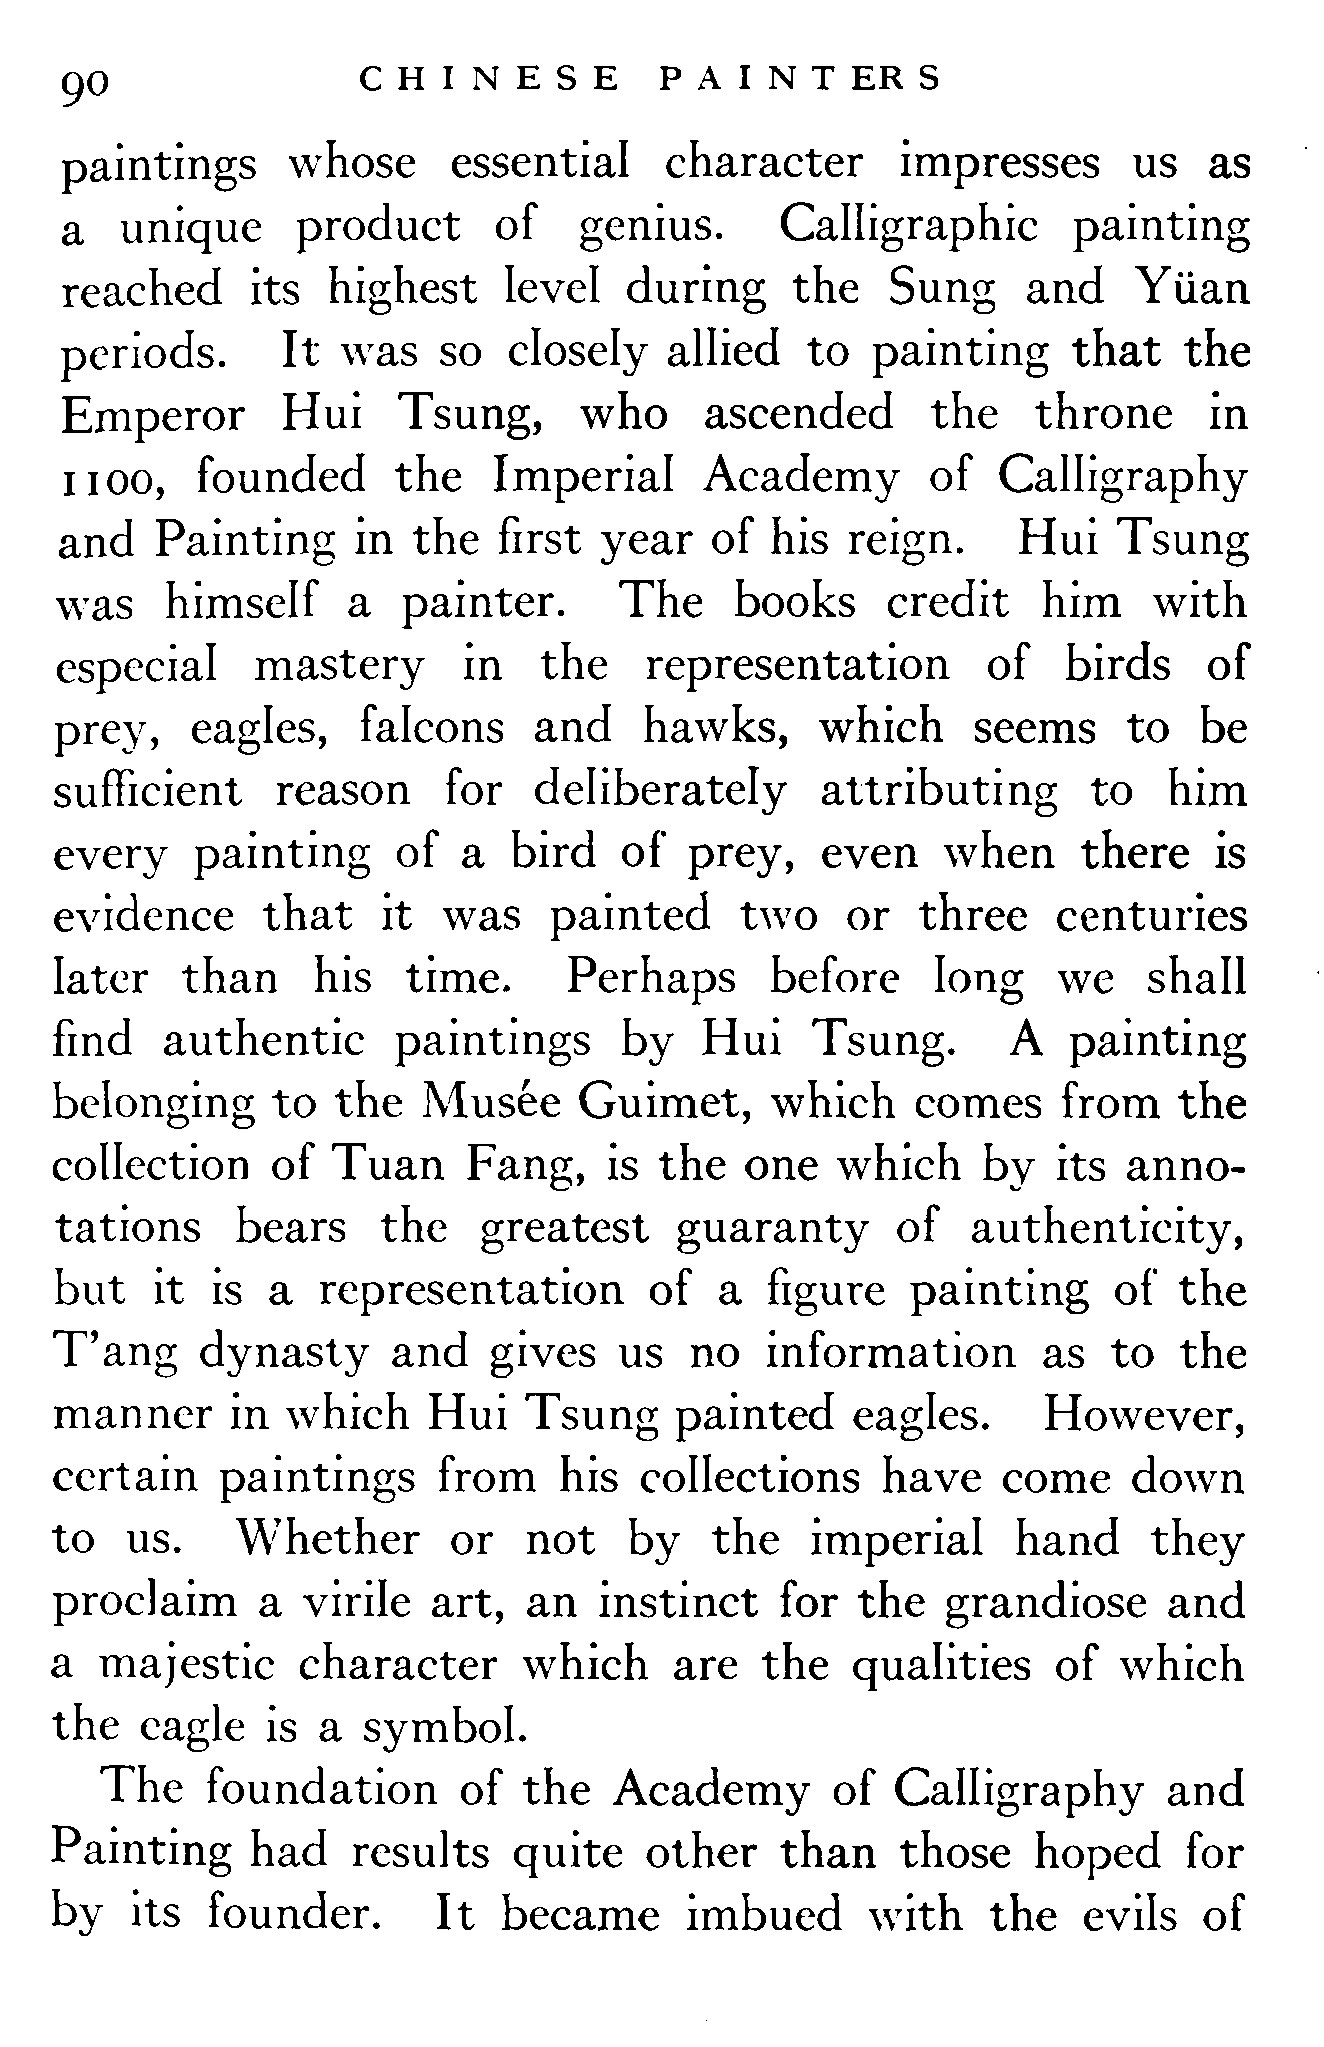 90 CHINESE PAINTERS
paintings whose essential character impresses us as
a unique product of genius. Calligraphic painting
reached its highest level during the Sung and Yüan
periods. It was so closely allied to painting that the
Emperor Hui Tsung, who ascended the throne in
1100, founded the Imperial Academy of Calligraphy
and Painting in the first year of his reign. Hui Tsung
was himself a painter. The books credit him with
especial mastery in the representation of birds of
prey, eagles, falcons and hawks, which seems to be
sufficient reason for deliberately attributing to him
every painting of a bird of prey, even when there is
evidence that it was painted two or three centuries
later than his time. Perhaps before long we shall
find authentic paintings by Hui Tsung. A painting
belonging to the Musée Guimet, which comes from the
collection of Tuan Fang, is the one which by its anno-
tations bears the greatest guaranty of authenticity,
but it is a representation of a figure painting of the
T'ang dynasty and gives us no information as to the
manner in which Hui Tsung painted eagles. However,
certain paintings from his collections have come down
to us. Whether or not by the imperial hand they
proclaim a virile art, an instinct for the grandiose and
a majestic character which are the qualities of which
the eagle is a symbol.
The foundation of the Academy of Calligraphy and
Painting had results quite other than those hoped for
by its founder. It became imbued with the evils of